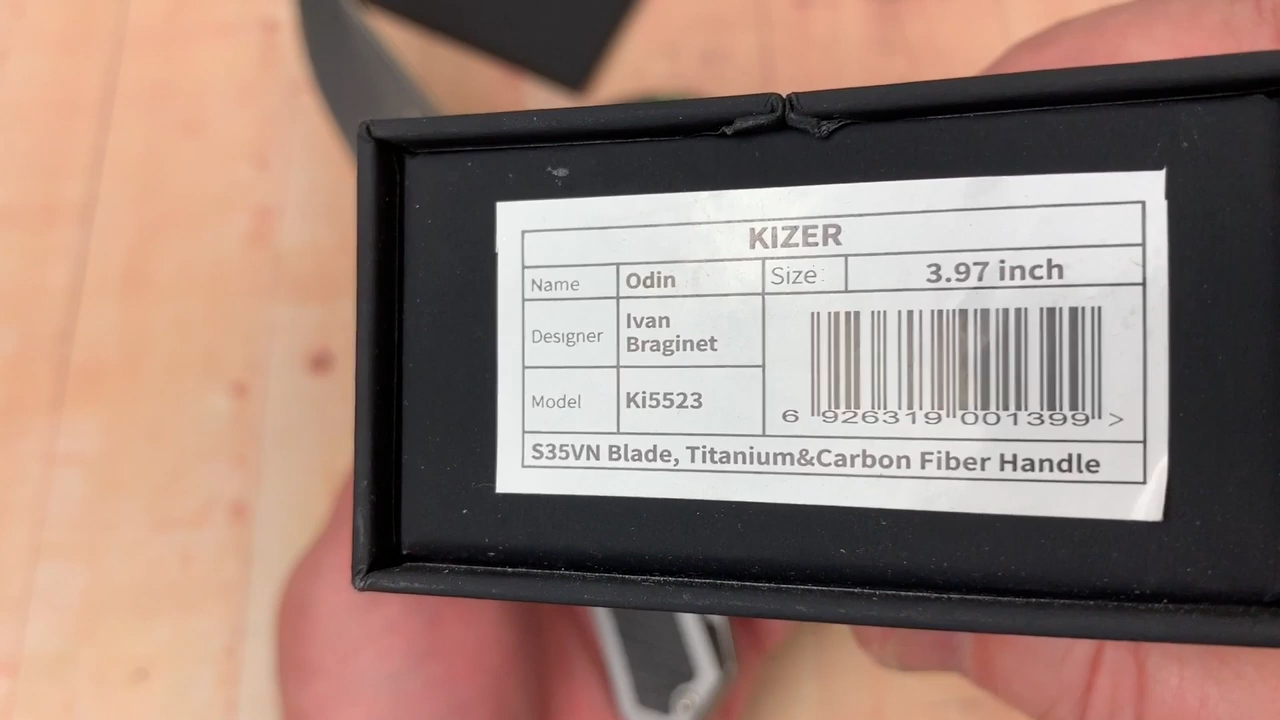 KIZER
Name Odin Size: 3.97 inch
Designer Ivan Braginet
Model Ki5523
6 926319 001399 >
S35VN Blade, Titanium&Carbon Fiber Handle